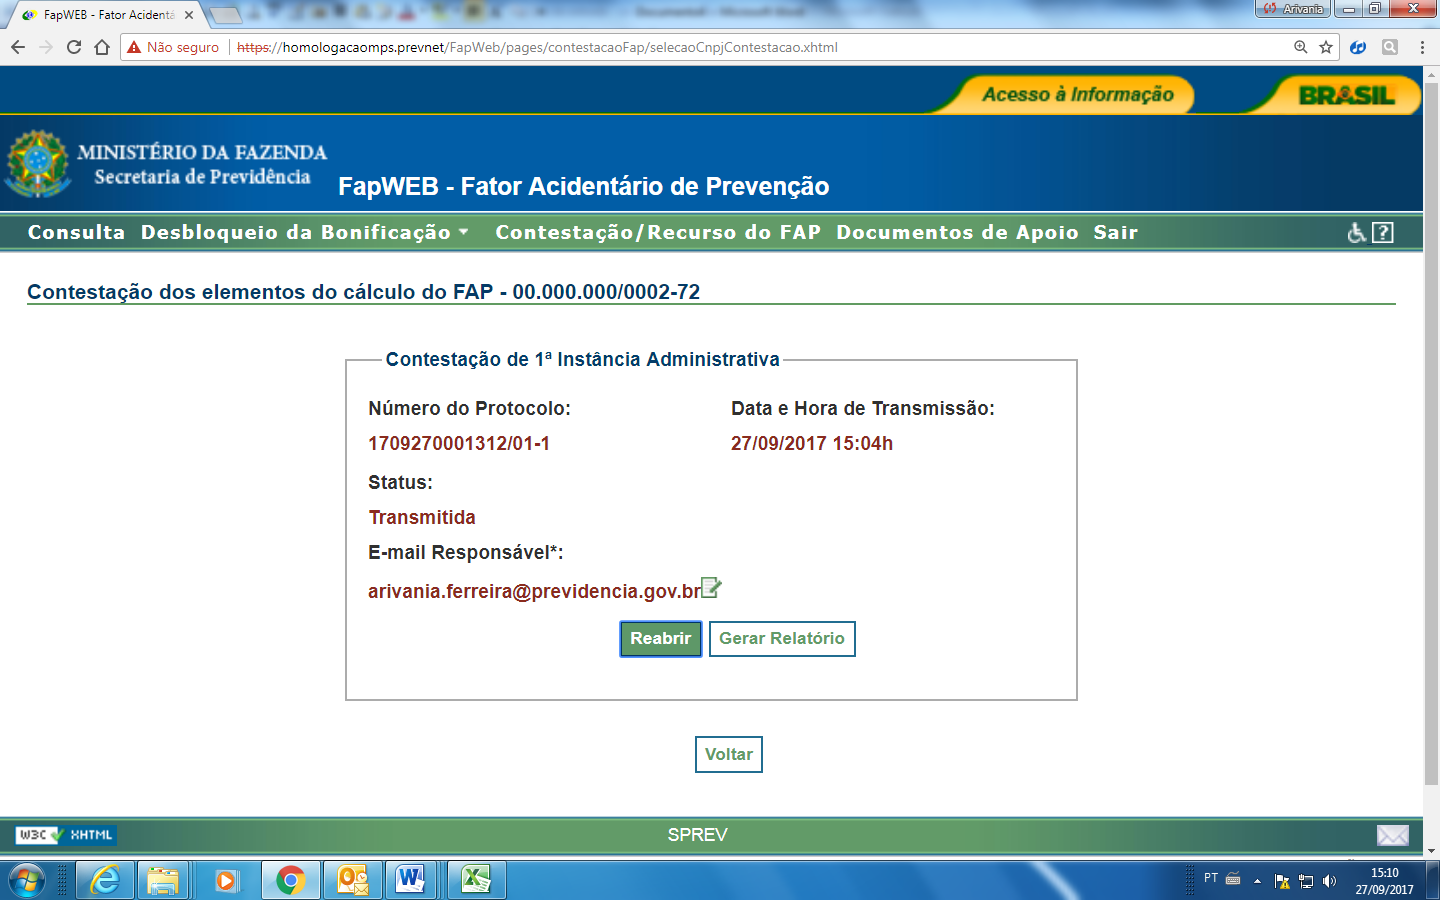 FapWEB - Fator Acidentá
Arivania
Não seguro
https://homologacaomps.prevnet/FapWeb/pages/contestacaoFap/selecaoCnpjContestacao.xhtml
Acesso à Informação
BRASIL
MINISTÉRIO DA FAZENDA
Secretaria de Previdência
FapWEB - Fator Acidentário de Prevenção
Consulta Desbloqueio da Bonificação Contestação/Recurso do FAP Documentos de Apoio Sair
Contestação dos elementos do cálculo do FAP - 00.000.000/0002-72
Contestação de 1ª Instância Administrativa
Número do Protocolo: Data e Hora de Transmissão:
1709270001312/01-1 27/09/2017 15:04h
Status:
Transmitida
E-mail Responsável*:
arivania.ferreira@previdencia.gov.br
Reabrir Gerar Relatório
Voltar
W3C XHTML
SPREV
PT
15:10
27/09/2017